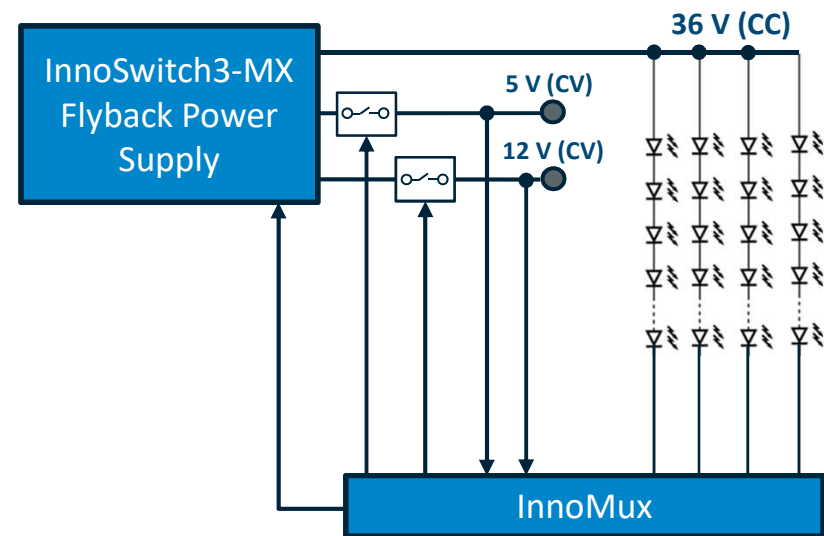 36 V (CC)
InnoSwitch3-MX
Flyback Power
Supply
5 V (CV)
12 V (CV)
InnoMux